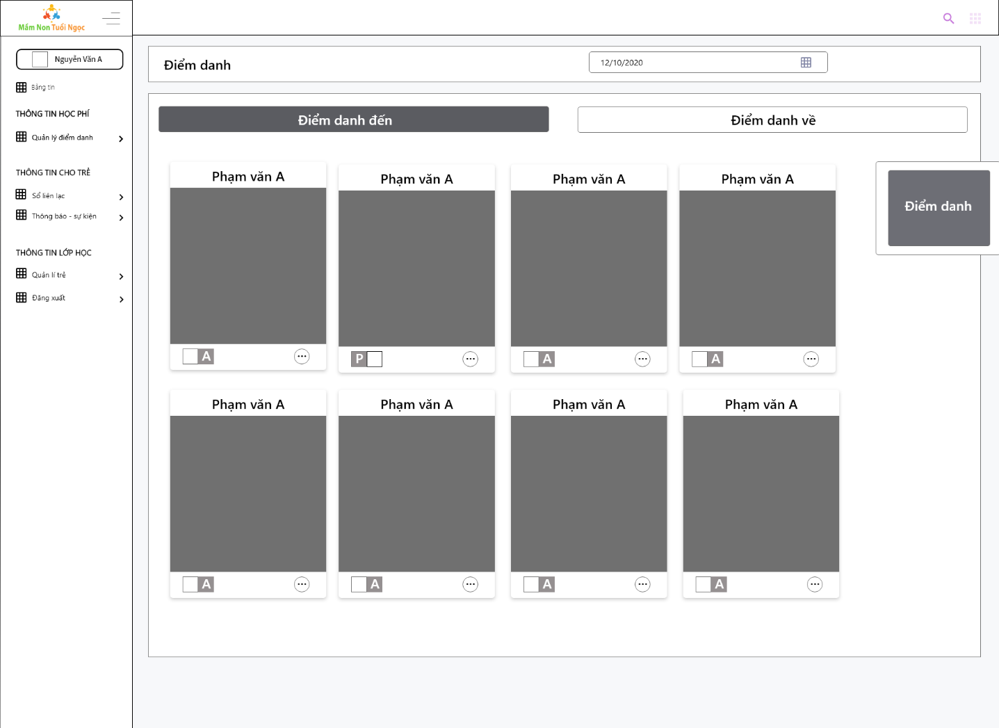 Mầm Non Tuổi Ngọc
Nguyễn Văn A
Bảng tin
THÔNG TIN HỌC PHÍ
Quản lý điểm danh
THÔNG TIN CHO TRẺ
Sổ liên lạc
Thông báo - sự kiện
THÔNG TIN LỚP HỌC
Quản lí trẻ
Đăng xuất
Điểm danh
12/10/2020
Điểm danh đến
Điểm danh về
Phạm văn A
Phạm văn A
Phạm văn A
Phạm văn A
Điểm danh
A
P
A
A
Phạm văn A
Phạm văn A
Phạm văn A
Phạm văn A
A
A
A
A